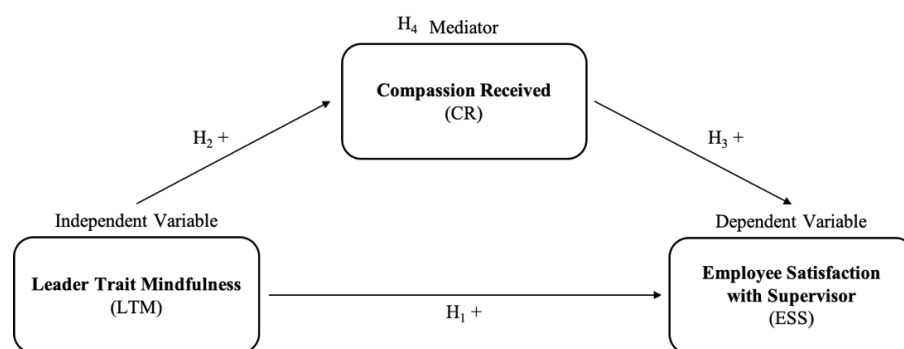 H₄ Mediator
Compassion Received
(CR)
H₂ +
H₃ +
Independent Variable
Dependent Variable
Leader Trait Mindfulness
(LTM)
Employee Satisfaction
with Supervisor
(ESS)
H₁ +